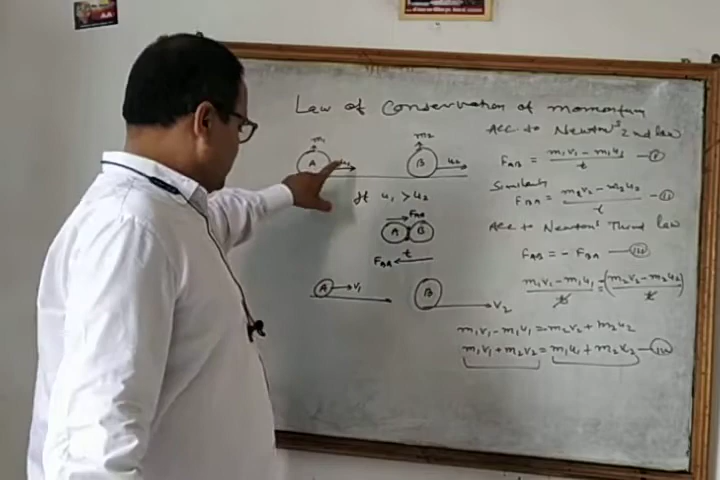 Law of Conservation of momentum
m₁
A
u₁
m₂
B
u₂
If u₁ > u₂
FAB
A B
FBA
t
A v₁
B v₂
Acc to Newton's 2nd law
FAB = m₁v₁ - m₁u₁ / t — (i)
Similarly
FBA = m₂v₂ - m₂u₂ / t — (ii)
Acc to Newton's Third law
FAB = - FBA — (iii)
m₁v₁ - m₁u₁ / t = -(m₂v₂ - m₂u₂ / t)
m₁v₁ - m₁u₁ = m₂v₂ + m₂u₂
m₁v₁ + m₂v₂ = m₁u₁ + m₂u₂ — (iv)